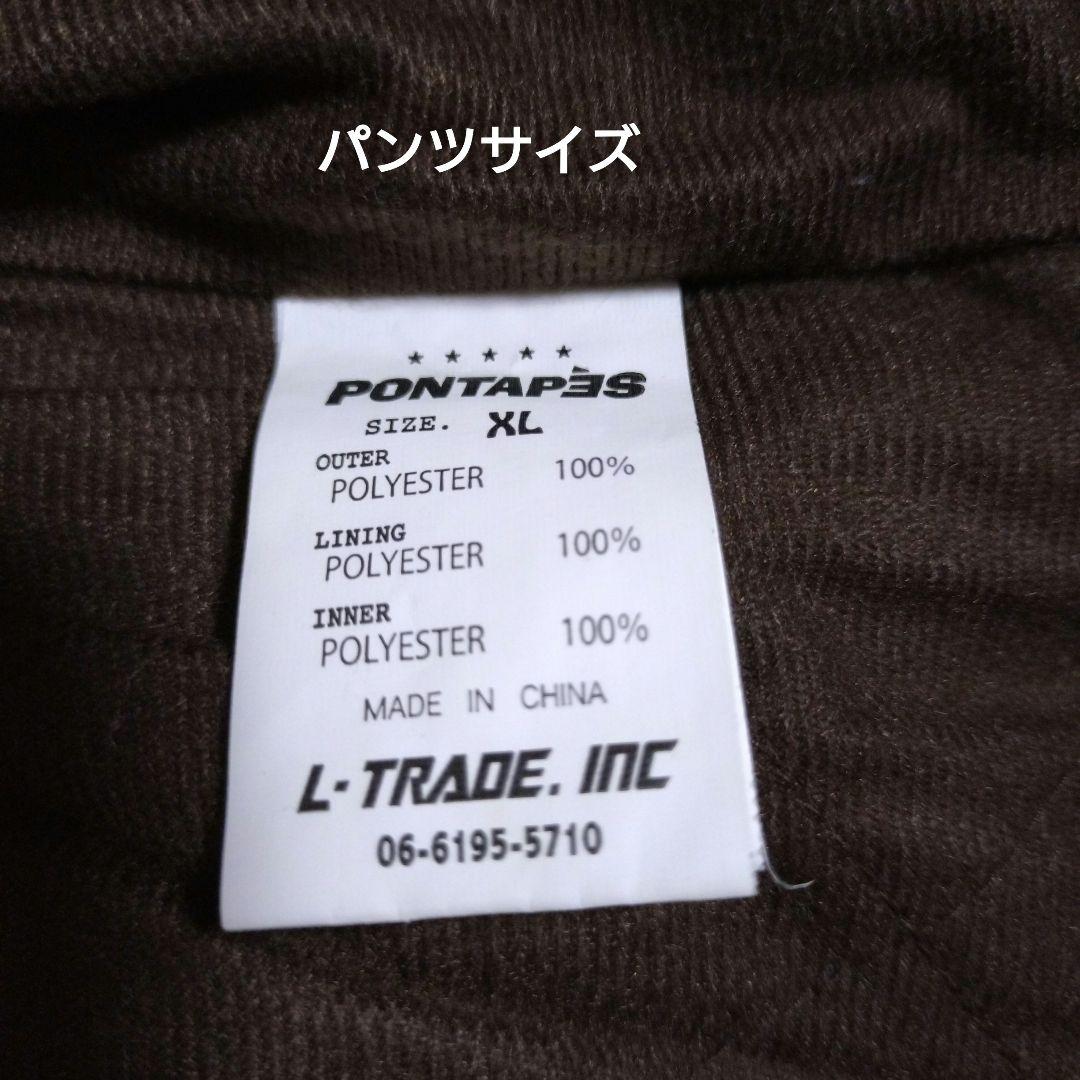 パンツサイズ
★ ★ ★ ★ ★
PONTAPÈS
SIZE. XL
OUTER
POLYESTER 100%
LINING
POLYESTER 100%
INNER
POLYESTER 100%
MADE IN CHINA
L-TRADE. INC
06-6195-5710